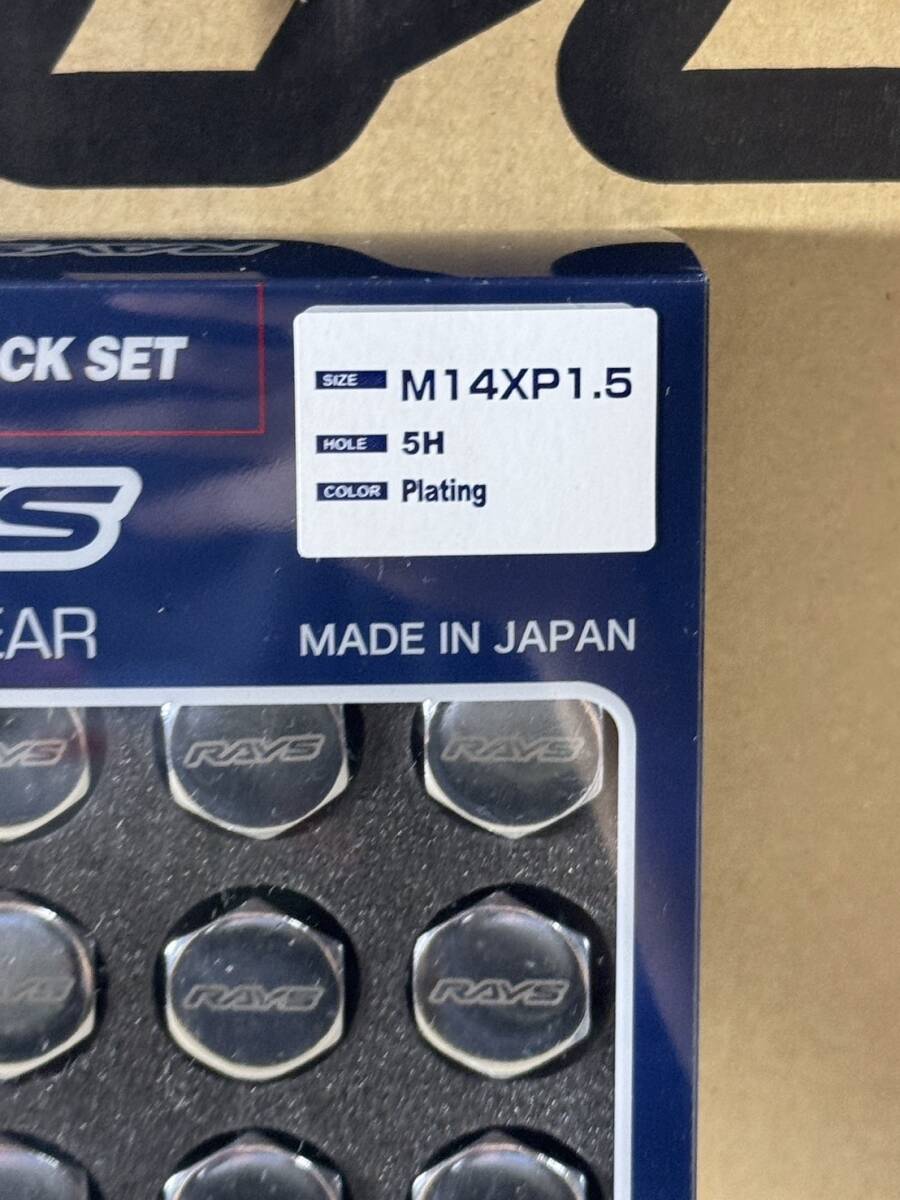 CK SET
SIZE M14XP1.5
HOLE 5H
COLOR Plating
EAR
MADE IN JAPAN
RAYS RAYS
RAYS RAYS